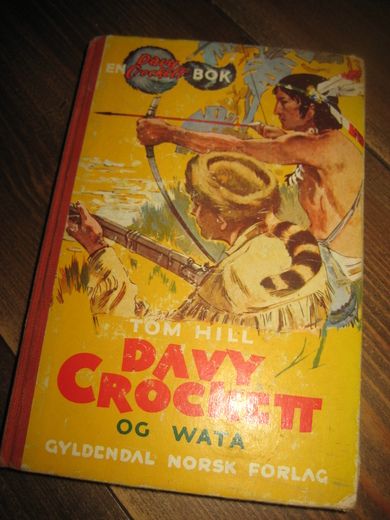 EN Davy Crockett BOK
TOM HILL
DAVY
CROCKETT
OG WATA
GYLDENDAL NORSK FORLAG